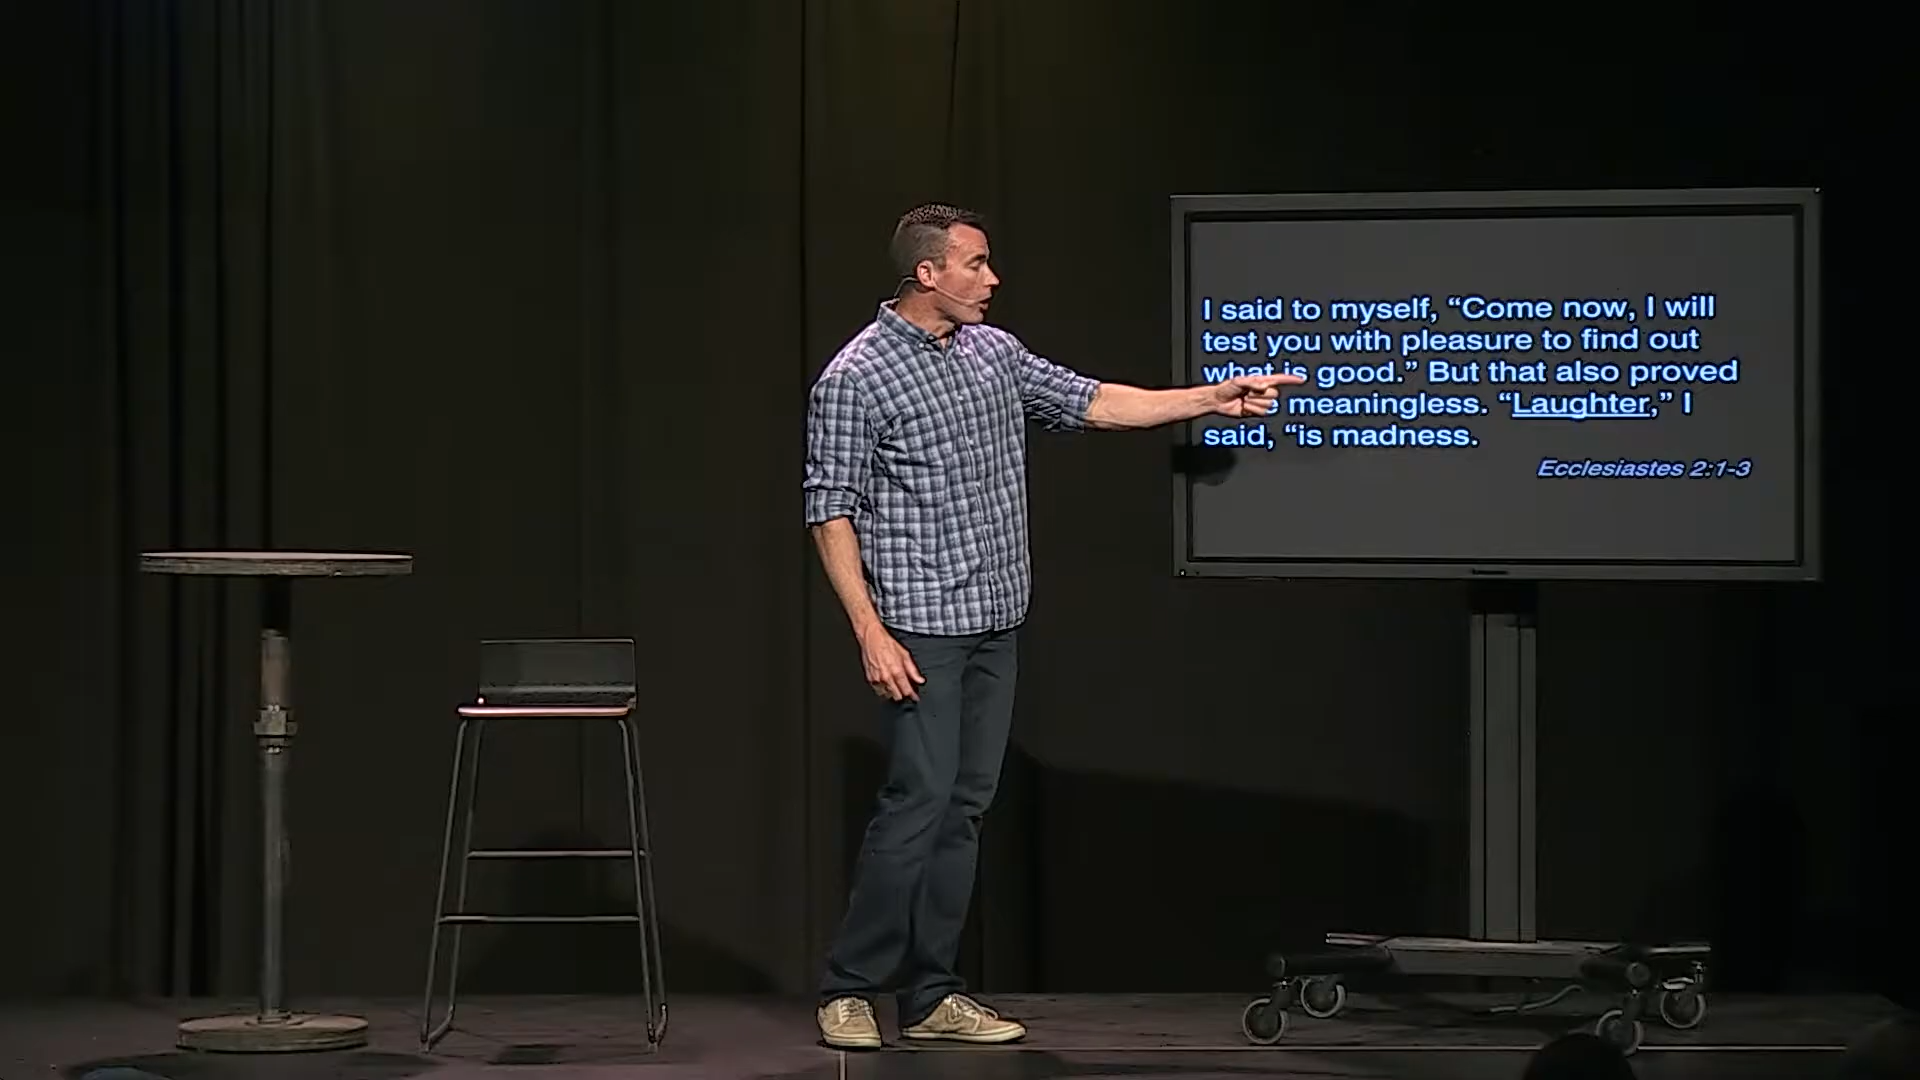 I said to myself, “Come now, I will
test you with pleasure to find out
what is good.” But that also proved
meaningless. “Laughter,” I
said, “is madness.
Ecclesiastes 2:1-3